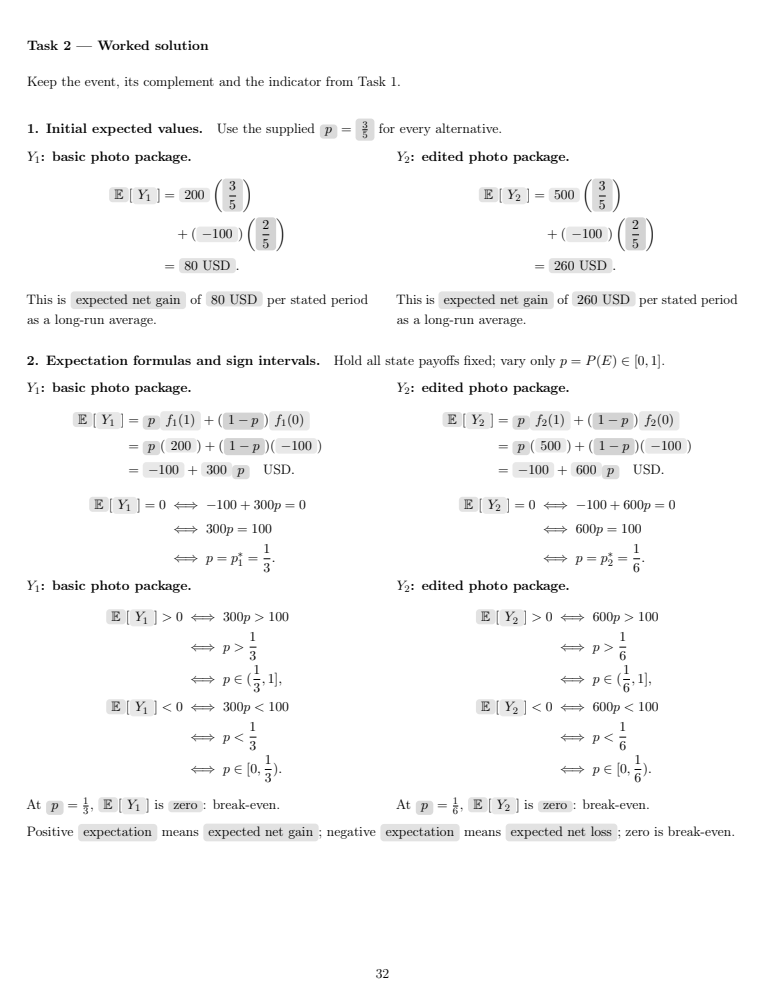 Task 2 — Worked solution
Keep the event, its complement and the indicator from Task 1.
1. Initial expected values. Use the supplied p = 3/5 for every alternative.
Y₁: basic photo package.
𝔼 [ Y₁ ] = 200 (3/5)
+ ( −100 ) (2/5)
= 80 USD .
This is expected net gain of 80 USD per stated period
as a long-run average.
Y₂: edited photo package.
𝔼 [ Y₂ ] = 500 (3/5)
+ ( −100 ) (2/5)
= 260 USD .
This is expected net gain of 260 USD per stated period
as a long-run average.
2. Expectation formulas and sign intervals. Hold all state payoffs fixed; vary only p = P(E) ∈ [0, 1].
Y₁: basic photo package.
𝔼 [ Y₁ ] = p f₁(1) + ( 1 − p ) f₁(0)
= p ( 200 ) + ( 1 − p )( −100 )
= −100 + 300 p USD.
𝔼 [ Y₁ ] = 0 ⟺ −100 + 300p = 0
⟺ 300p = 100
⟺ p = p₁* = 1/3.
Y₂: edited photo package.
𝔼 [ Y₂ ] = p f₂(1) + ( 1 − p ) f₂(0)
= p ( 500 ) + ( 1 − p )( −100 )
= −100 + 600 p USD.
𝔼 [ Y₂ ] = 0 ⟺ −100 + 600p = 0
⟺ 600p = 100
⟺ p = p₂* = 1/6.
Y₁: basic photo package.
𝔼 [ Y₁ ] > 0 ⟺ 300p > 100
⟺ p > 1/3
⟺ p ∈ (1/3, 1],
𝔼 [ Y₁ ] < 0 ⟺ 300p < 100
⟺ p < 1/3
⟺ p ∈ [0, 1/3).
At p = 1/3, 𝔼 [ Y₁ ] is zero : break-even.
Y₂: edited photo package.
𝔼 [ Y₂ ] > 0 ⟺ 600p > 100
⟺ p > 1/6
⟺ p ∈ (1/6, 1],
𝔼 [ Y₂ ] < 0 ⟺ 600p < 100
⟺ p < 1/6
⟺ p ∈ [0, 1/6).
At p = 1/6, 𝔼 [ Y₂ ] is zero : break-even.
Positive expectation means expected net gain ; negative expectation means expected net loss ; zero is break-even.
32